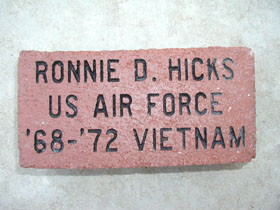 RONNIE D. HICKS
US AIR FORCE
'68-'72 VIETNAM